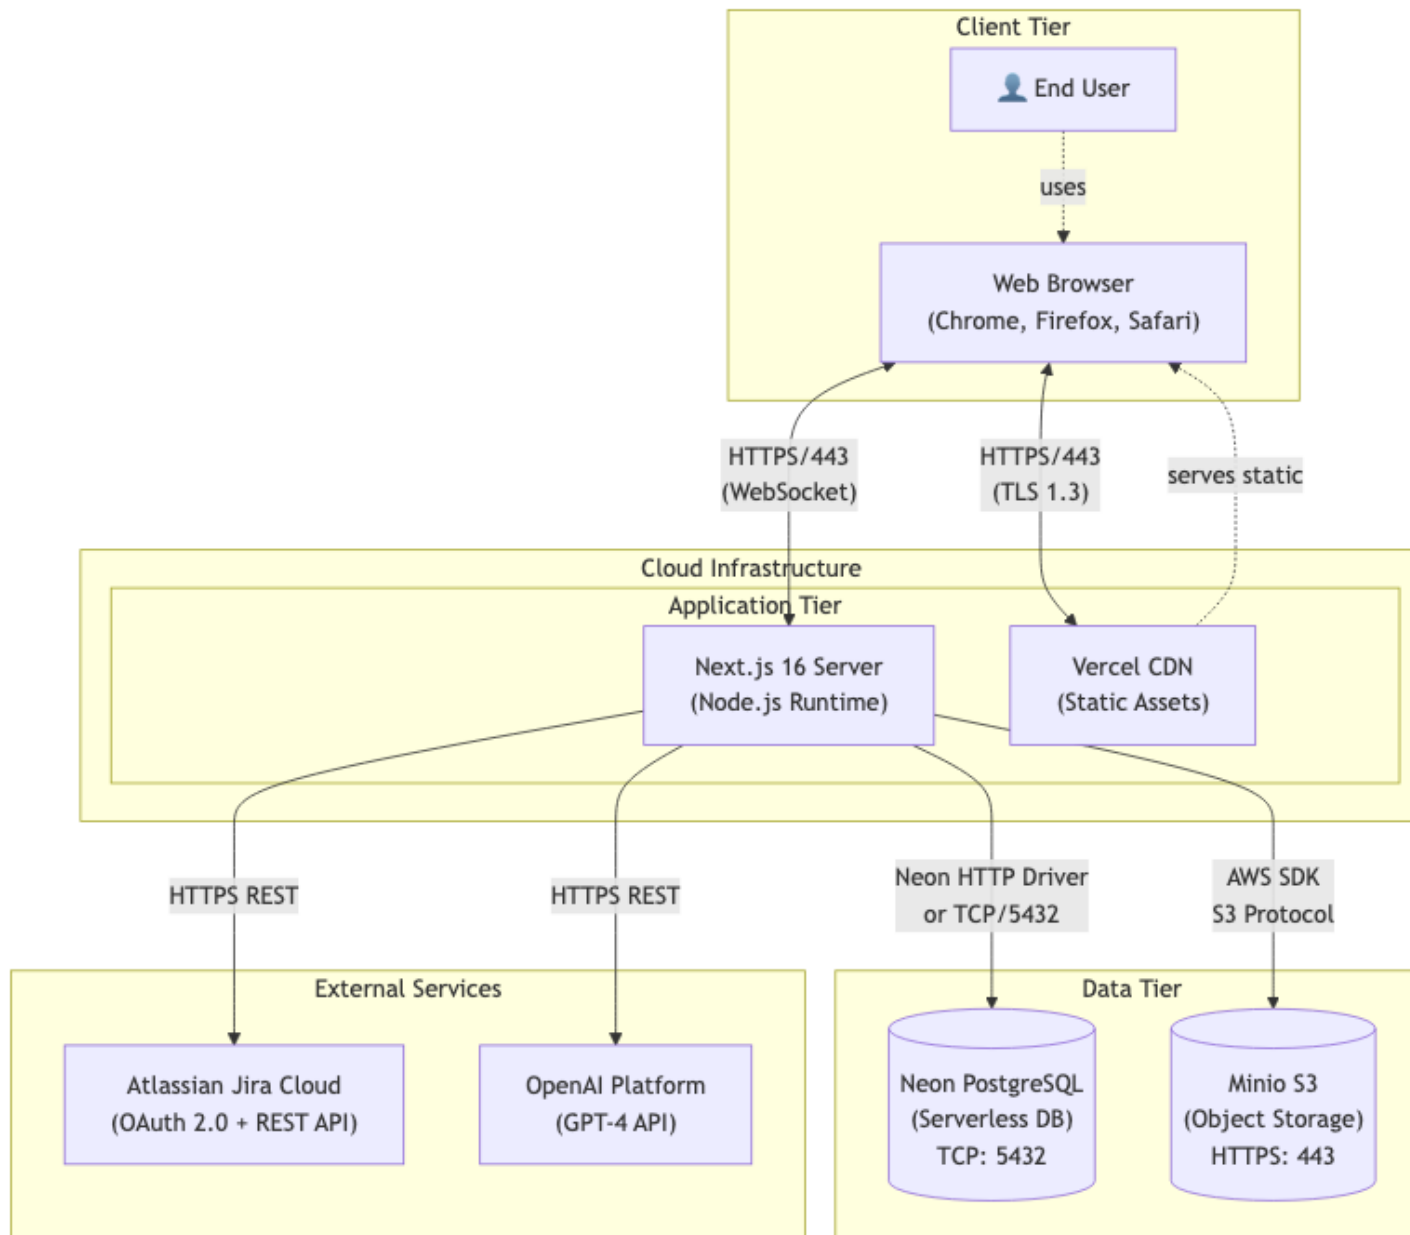 Client Tier
👤 End User
uses
Web Browser
(Chrome, Firefox, Safari)
HTTPS/443
(WebSocket)
HTTPS/443
(TLS 1.3)
serves static
Cloud Infrastructure
Application Tier
Next.js 16 Server
(Node.js Runtime)
Vercel CDN
(Static Assets)
HTTPS REST
HTTPS REST
Neon HTTP Driver
or TCP/5432
AWS SDK
S3 Protocol
External Services
Atlassian Jira Cloud
(OAuth 2.0 + REST API)
OpenAI Platform
(GPT-4 API)
Data Tier
Neon PostgreSQL
(Serverless DB)
TCP: 5432
Minio S3
(Object Storage)
HTTPS: 443